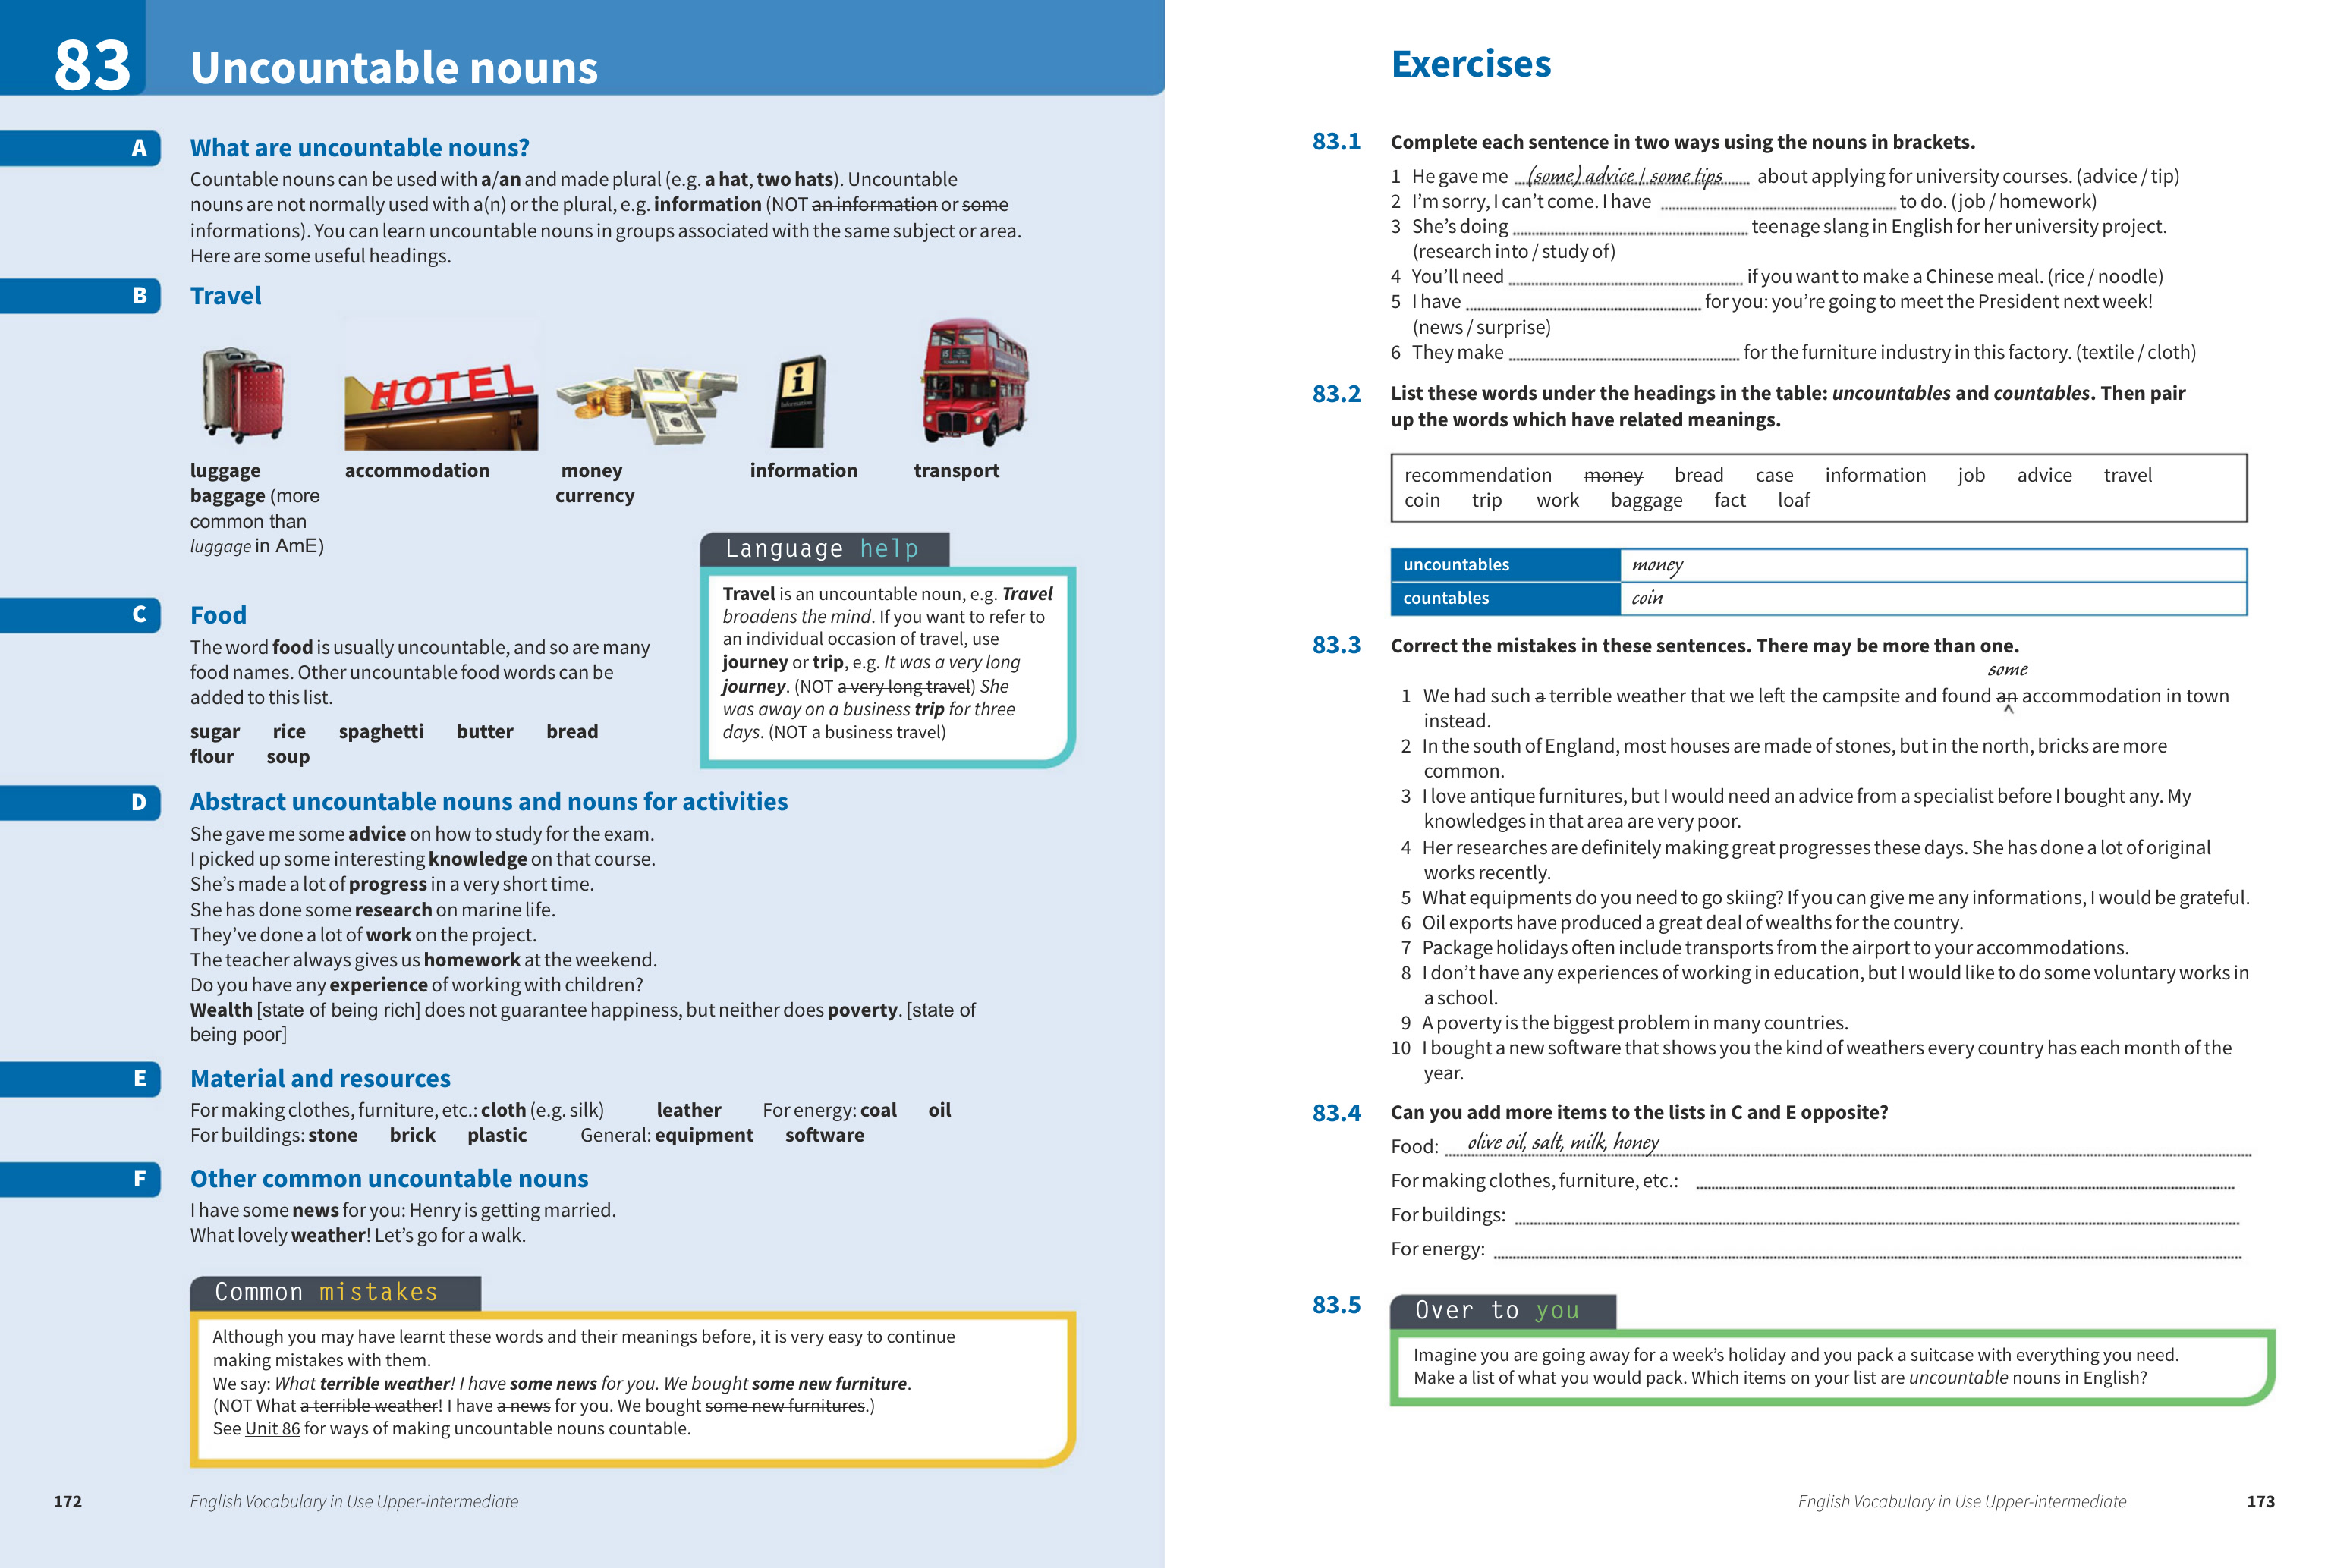 83
Uncountable nouns
A
What are uncountable nouns?
Countable nouns can be used with a/an and made plural (e.g. a hat, two hats). Uncountable
nouns are not normally used with a(n) or the plural, e.g. information (NOT an information or some
informations). You can learn uncountable nouns in groups associated with the same subject or area.
Here are some useful headings.
B
Travel
HOTEL
i
Information
15
luggage accommodation money information transport
baggage (more currency
common than
luggage in AmE)
Language help
Travel is an uncountable noun, e.g. Travel
broadens the mind. If you want to refer to
an individual occasion of travel, use
journey or trip, e.g. It was a very long
journey. (NOT a very long travel) She
was away on a business trip for three
days. (NOT a business travel)
C
Food
The word food is usually uncountable, and so are many
food names. Other uncountable food words can be
added to this list.
sugar rice spaghetti butter bread
flour soup
D
Abstract uncountable nouns and nouns for activities
She gave me some advice on how to study for the exam.
I picked up some interesting knowledge on that course.
She's made a lot of progress in a very short time.
She has done some research on marine life.
They've done a lot of work on the project.
The teacher always gives us homework at the weekend.
Do you have any experience of working with children?
Wealth [state of being rich] does not guarantee happiness, but neither does poverty. [state of
being poor]
E
Material and resources
For making clothes, furniture, etc.: cloth (e.g. silk) leather For energy: coal oil
For buildings: stone brick plastic General: equipment software
F
Other common uncountable nouns
I have some news for you: Henry is getting married.
What lovely weather! Let's go for a walk.
Common mistakes
Although you may have learnt these words and their meanings before, it is very easy to continue
making mistakes with them.
We say: What terrible weather! I have some news for you. We bought some new furniture.
(NOT What a terrible weather! I have a news for you. We bought some new furnitures.)
See Unit 86 for ways of making uncountable nouns countable.
172 English Vocabulary in Use Upper-intermediate
Exercises
83.1 Complete each sentence in two ways using the nouns in brackets.
1 He gave me (some) advice / some tips about applying for university courses. (advice / tip)
2 I'm sorry, I can't come. I have to do. (job / homework)
3 She's doing teenage slang in English for her university project.
(research into / study of)
4 You'll need if you want to make a Chinese meal. (rice / noodle)
5 I have for you: you're going to meet the President next week!
(news / surprise)
6 They make for the furniture industry in this factory. (textile / cloth)
83.2 List these words under the headings in the table: uncountables and countables. Then pair
up the words which have related meanings.
recommendation money bread case information job advice travel
coin trip work baggage fact loaf
uncountables money
countables coin
83.3 Correct the mistakes in these sentences. There may be more than one.
some
1 We had such a terrible weather that we left the campsite and found an accommodation in town
instead.
2 In the south of England, most houses are made of stones, but in the north, bricks are more
common.
3 I love antique furnitures, but I would need an advice from a specialist before I bought any. My
knowledges in that area are very poor.
4 Her researches are definitely making great progresses these days. She has done a lot of original
works recently.
5 What equipments do you need to go skiing? If you can give me any informations, I would be grateful.
6 Oil exports have produced a great deal of wealths for the country.
7 Package holidays often include transports from the airport to your accommodations.
8 I don't have any experiences of working in education, but I would like to do some voluntary works in
a school.
9 A poverty is the biggest problem in many countries.
10 I bought a new software that shows you the kind of weathers every country has each month of the
year.
83.4 Can you add more items to the lists in C and E opposite?
Food: olive oil, salt, milk, honey
For making clothes, furniture, etc.:
For buildings:
For energy:
83.5
Over to you
Imagine you are going away for a week's holiday and you pack a suitcase with everything you need.
Make a list of what you would pack. Which items on your list are uncountable nouns in English?
English Vocabulary in Use Upper-intermediate 173